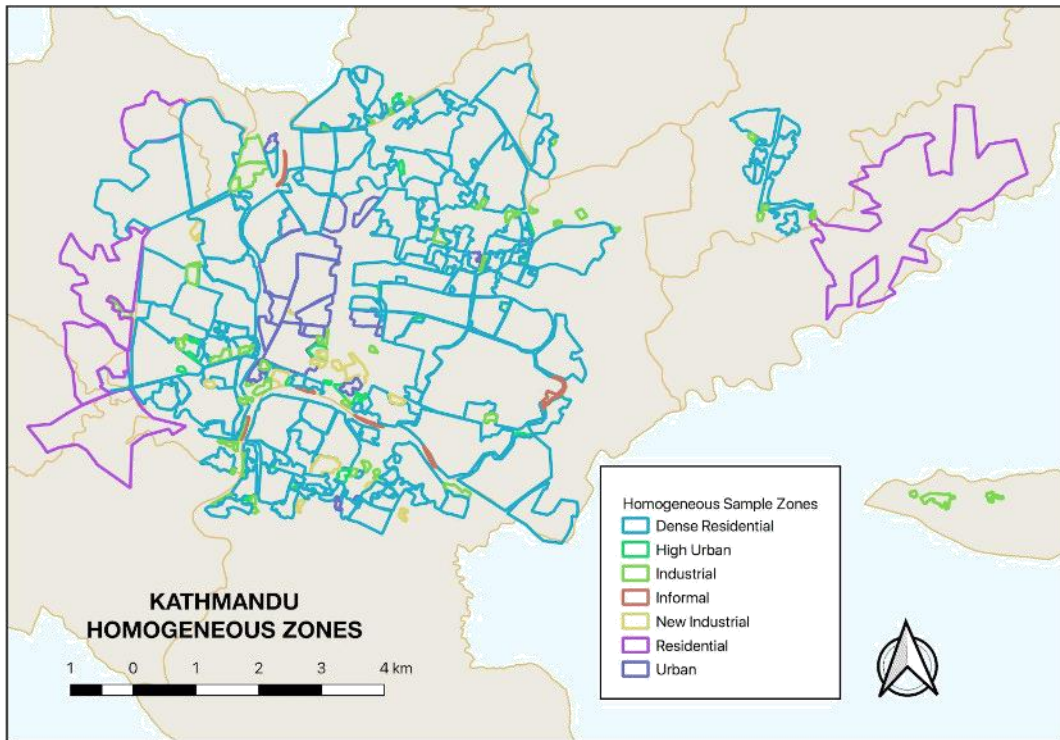 Homogeneous Sample Zones
Dense Residential
High Urban
Industrial
Informal
New Industrial
Residential
Urban
KATHMANDU
HOMOGENEOUS ZONES
1 0 1 2 3 4 km